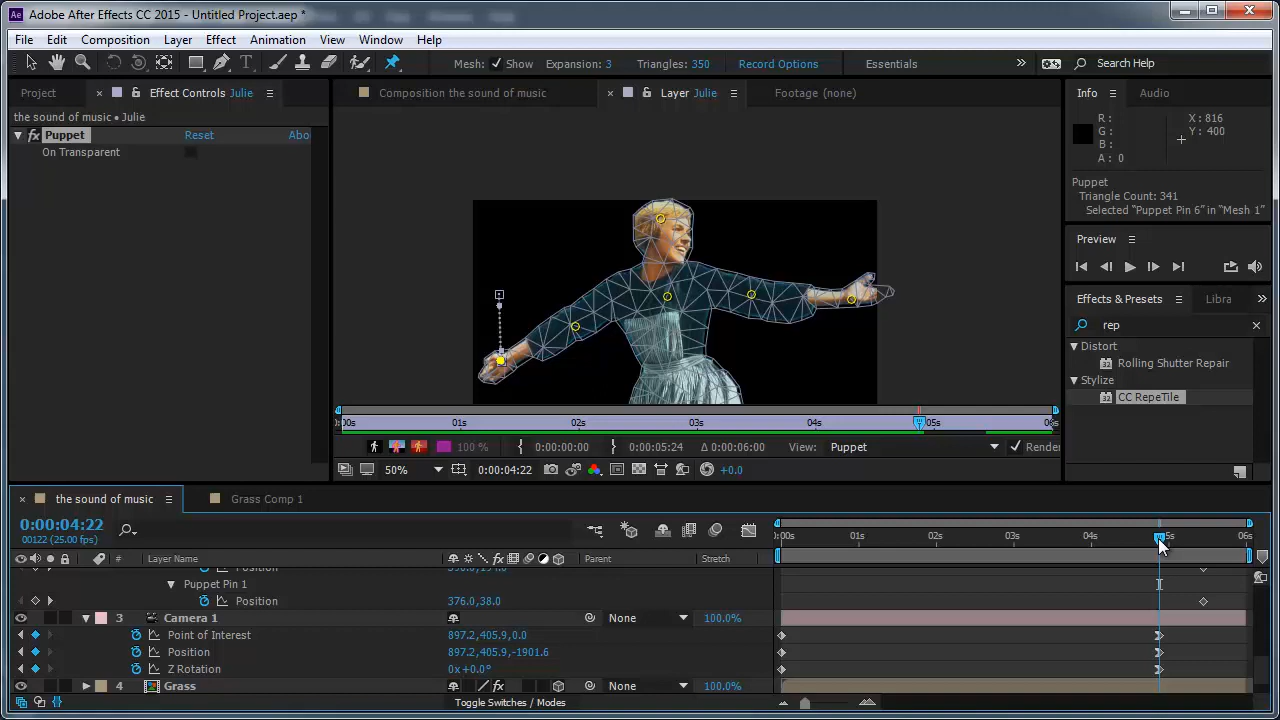 Adobe After Effects CC 2015 - Untitled Project.aep *
File Edit Composition Layer Effect Animation View Window Help
Mesh: Show Expansion: 3 Triangles: 350 Record Options Essentials Search Help
Project Effect Controls Julie
the sound of music • Julie
fx Puppet Reset Abo
On Transparent
Composition the sound of music Layer Julie Footage (none)
:00s 01s 02s 03s 04s 05s 06s
100 % 0:00:00:00 0:00:05:24 Δ 0:00:06:00 View: Puppet Render
50% 0:00:04:22 +0.0
Info Audio
R : X : 816
G : Y : 400
B :
A : 0
Puppet
Triangle Count: 341
Selected “Puppet Pin 6” in “Mesh 1”
Preview
Effects & Presets Libra
rep
Distort
Rolling Shutter Repair
Stylize
CC RepeTile
the sound of music Grass Comp 1
0:00:04:22
00122 (25.00 fps)
:00s 01s 02s 03s 04s 05s 06s
# Layer Name Parent Stretch
Puppet Pin 1
Position 376.0,38.0
3 Camera 1 None 100.0%
Point of Interest 897.2,405.9,0.0
Position 897.2,405.9,-1901.6
Z Rotation 0x+0.0°
4 Grass None 100.0%
Toggle Switches / Modes